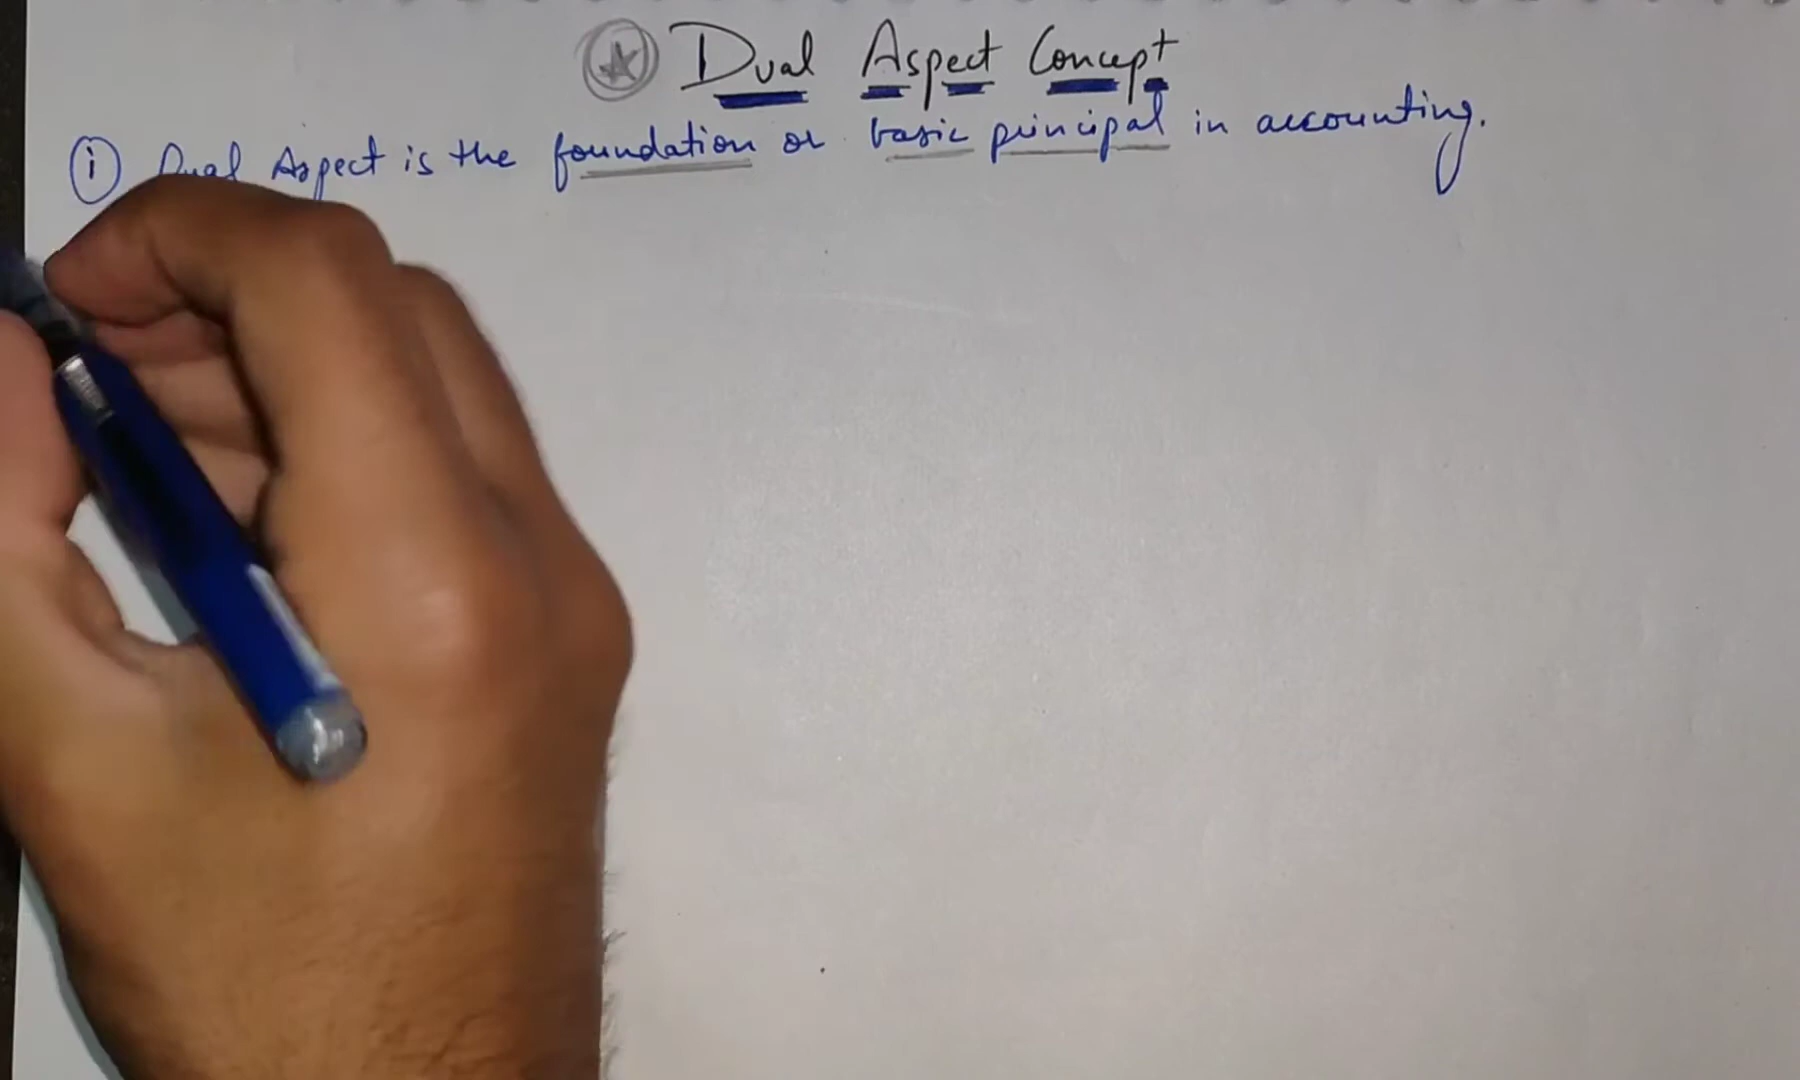 Dual Aspect Concept
i Dual Aspect is the foundation or basic principal in accounting.